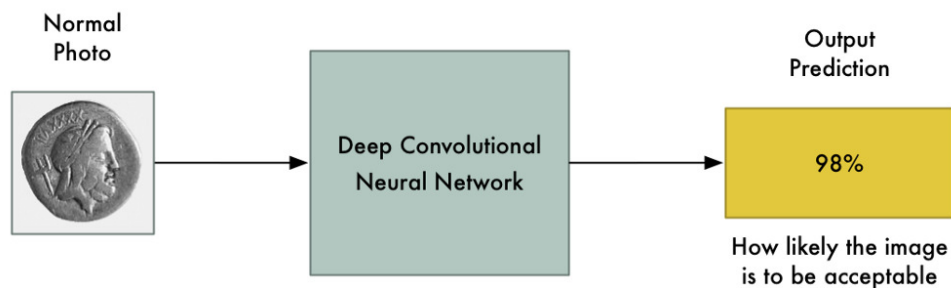 Normal
Photo
Deep Convolutional
Neural Network
Output
Prediction
98%
How likely the image
is to be acceptable